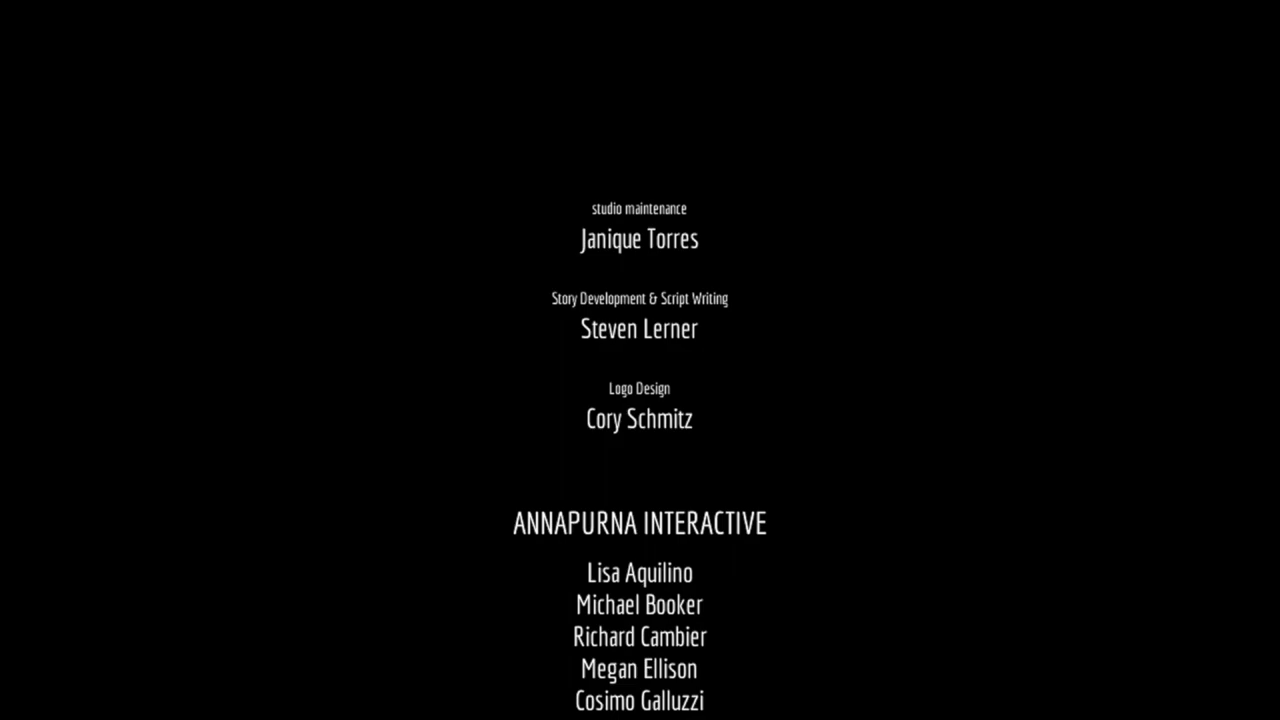 studio maintenance
Janique Torres
Story Development & Script Writing
Steven Lerner
Logo Design
Cory Schmitz
ANNAPURNA INTERACTIVE
Lisa Aquilino
Michael Booker
Richard Cambier
Megan Ellison
Cosimo Galluzzi